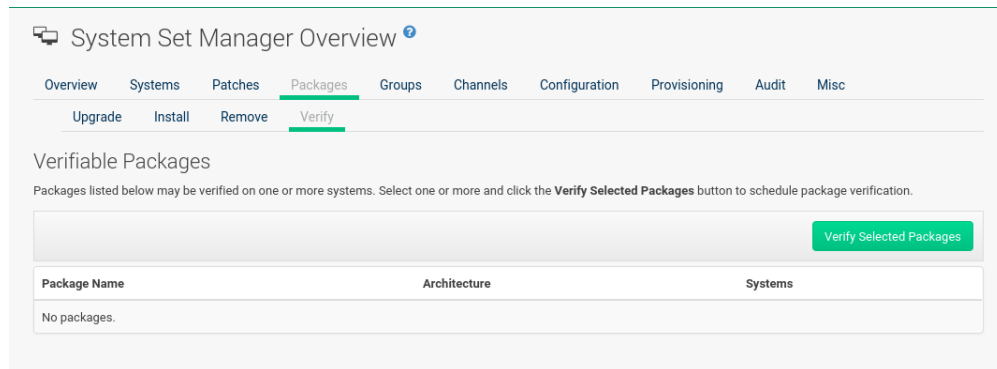 System Set Manager Overview ?
Overview Systems Patches Packages Groups Channels Configuration Provisioning Audit Misc
Upgrade Install Remove Verify
Verifiable Packages
Packages listed below may be verified on one or more systems. Select one or more and click the Verify Selected Packages button to schedule package verification.
Verify Selected Packages
Package Name Architecture Systems
No packages.